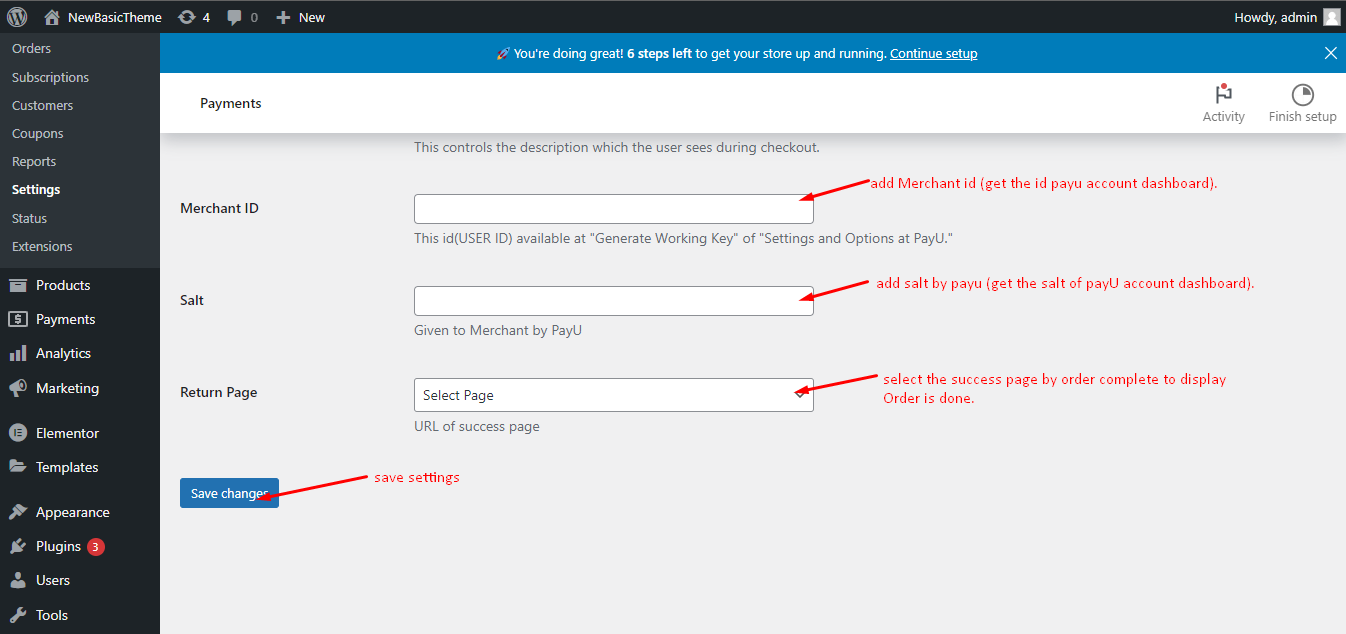 NewBasicTheme 4 0 New Howdy, admin
Orders
Subscriptions
Customers
Coupons
Reports
Settings
Status
Extensions
Products
Payments
Analytics
Marketing
Elementor
Templates
Appearance
Plugins 3
Users
Tools
🚀 You're doing great! 6 steps left to get your store up and running. Continue setup
Payments
Activity
Finish setup
This controls the description which the user sees during checkout.
Merchant ID
add Merchant id (get the id payu account dashboard).
This id(USER ID) available at "Generate Working Key" of "Settings and Options at PayU."
Salt
add salt by payu (get the salt of payU account dashboard).
Given to Merchant by PayU
Return Page
Select Page
select the success page by order complete to display
Order is done.
URL of success page
save settings
Save changes